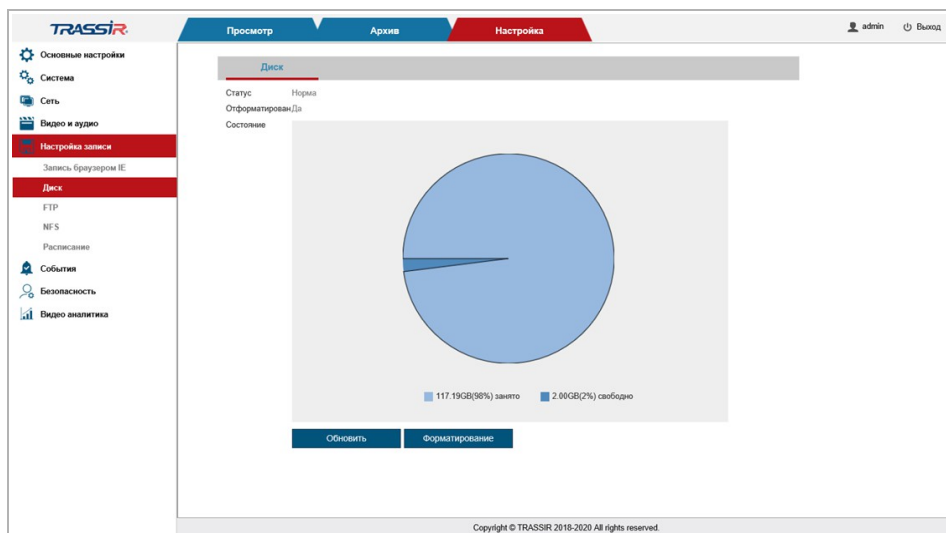 TRASSIR
Просмотр
Архив
Настройка
admin
Выход
Основные настройки
Система
Сеть
Видео и аудио
Настройка записи
Запись браузером IE
Диск
FTP
NFS
Расписание
События
Безопасность
Видео аналитика
Диск
Статус Норма
Отформатирован Да
Состояние
117.19GB(98%) занято 2.00GB(2%) свободно
Обновить Форматирование
Copyright © TRASSIR 2018-2020 All rights reserved.